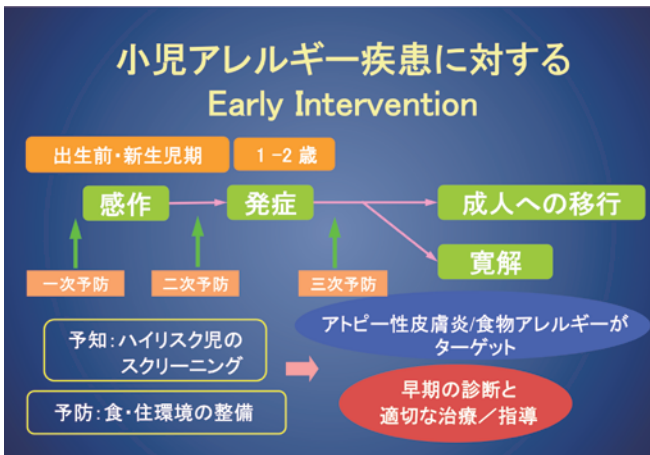 小児アレルギー疾患に対する
Early Intervention
出生前・新生児期
1-2歳
感作
発症
成人への移行
寛解
一次予防
二次予防
三次予防
予知：ハイリスク児の
スクリーニング
アトピー性皮膚炎/食物アレルギーが
ターゲット
予防：食・住環境の整備
早期の診断と
適切な治療／指導